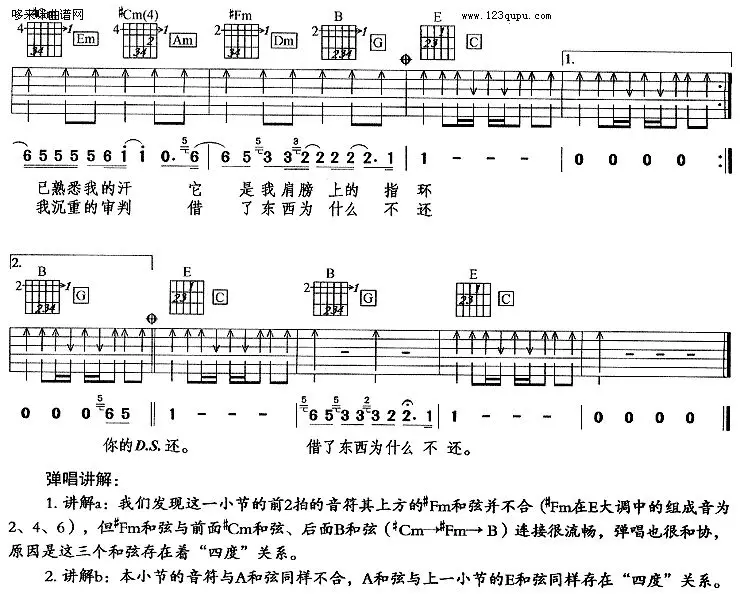 哆来咪曲谱网
www.123qupu.com
♯Cm(4) ♯Fm B E
4 Em 4 Am 4 Dm 2 G C
1.
6 5 5 5 5 6 1 1 0. 6 6 5 3 3 2 2 2 2 2. 1 1 - - - 0 0 0 0
已熟悉我的汗 它 是我肩膀上的 指 环
我沉重的审判 借 了东西为什么 不 还
2.
B E B E
2 G C 2 G C
0 0 0 6 5 1 - - - 6 5 3 3 3 2 2. 1 1 - - - 0 0 0 0
你的D.S.还。 借了东西为什么 不 还。
弹唱讲解：
1. 讲解a：我们发现这一小节的前2拍的音符其上方的♯Fm和弦并不合（♯Fm在E大调中的组成音为
2、4、6），但♯Fm和弦与前面♯Cm和弦、后面B和弦（♯Cm→♯Fm→B）连接很流畅，弹唱也很和协，
原因是这三个和弦存在着“四度”关系。
2. 讲解b：本小节的音符与A和弦同样不合，A和弦与上一小节的E和弦同样存在“四度”关系。